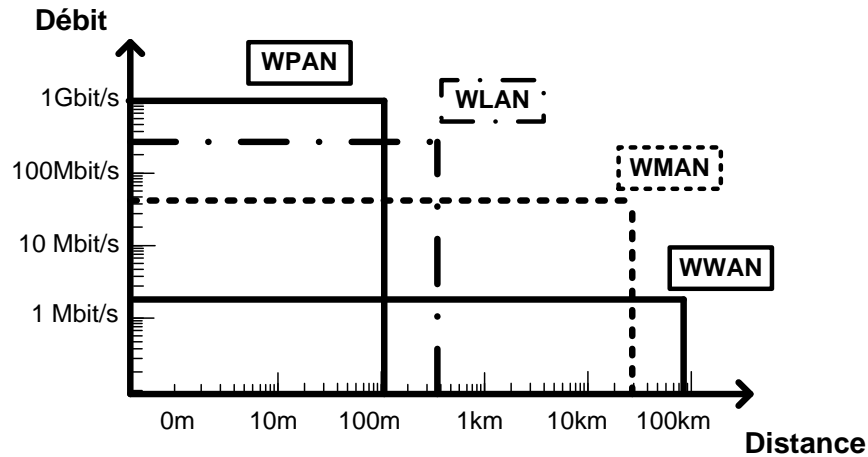 Débit
WPAN
1Gbit/s
WLAN
100Mbit/s
WMAN
10 Mbit/s
WWAN
1 Mbit/s
0m 10m 100m 1km 10km 100km
Distance